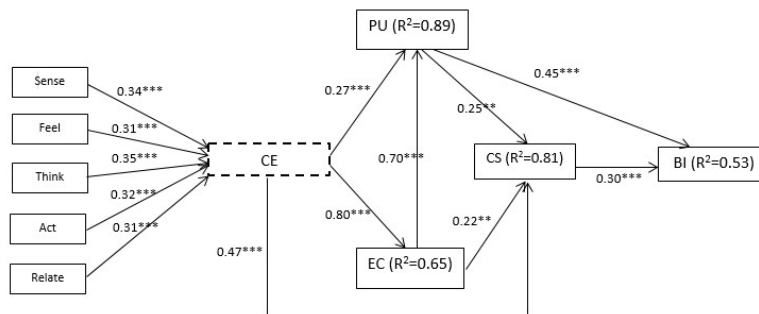 PU (R²=0.89)
Sense
0.34***
0.27***
0.45***
0.25**
Feel
0.31***
Think
0.35***
CE
0.70***
CS (R²=0.81)
BI (R²=0.53)
0.32***
0.30***
Act
0.31***
0.80***
0.22**
0.47***
Relate
EC (R²=0.65)